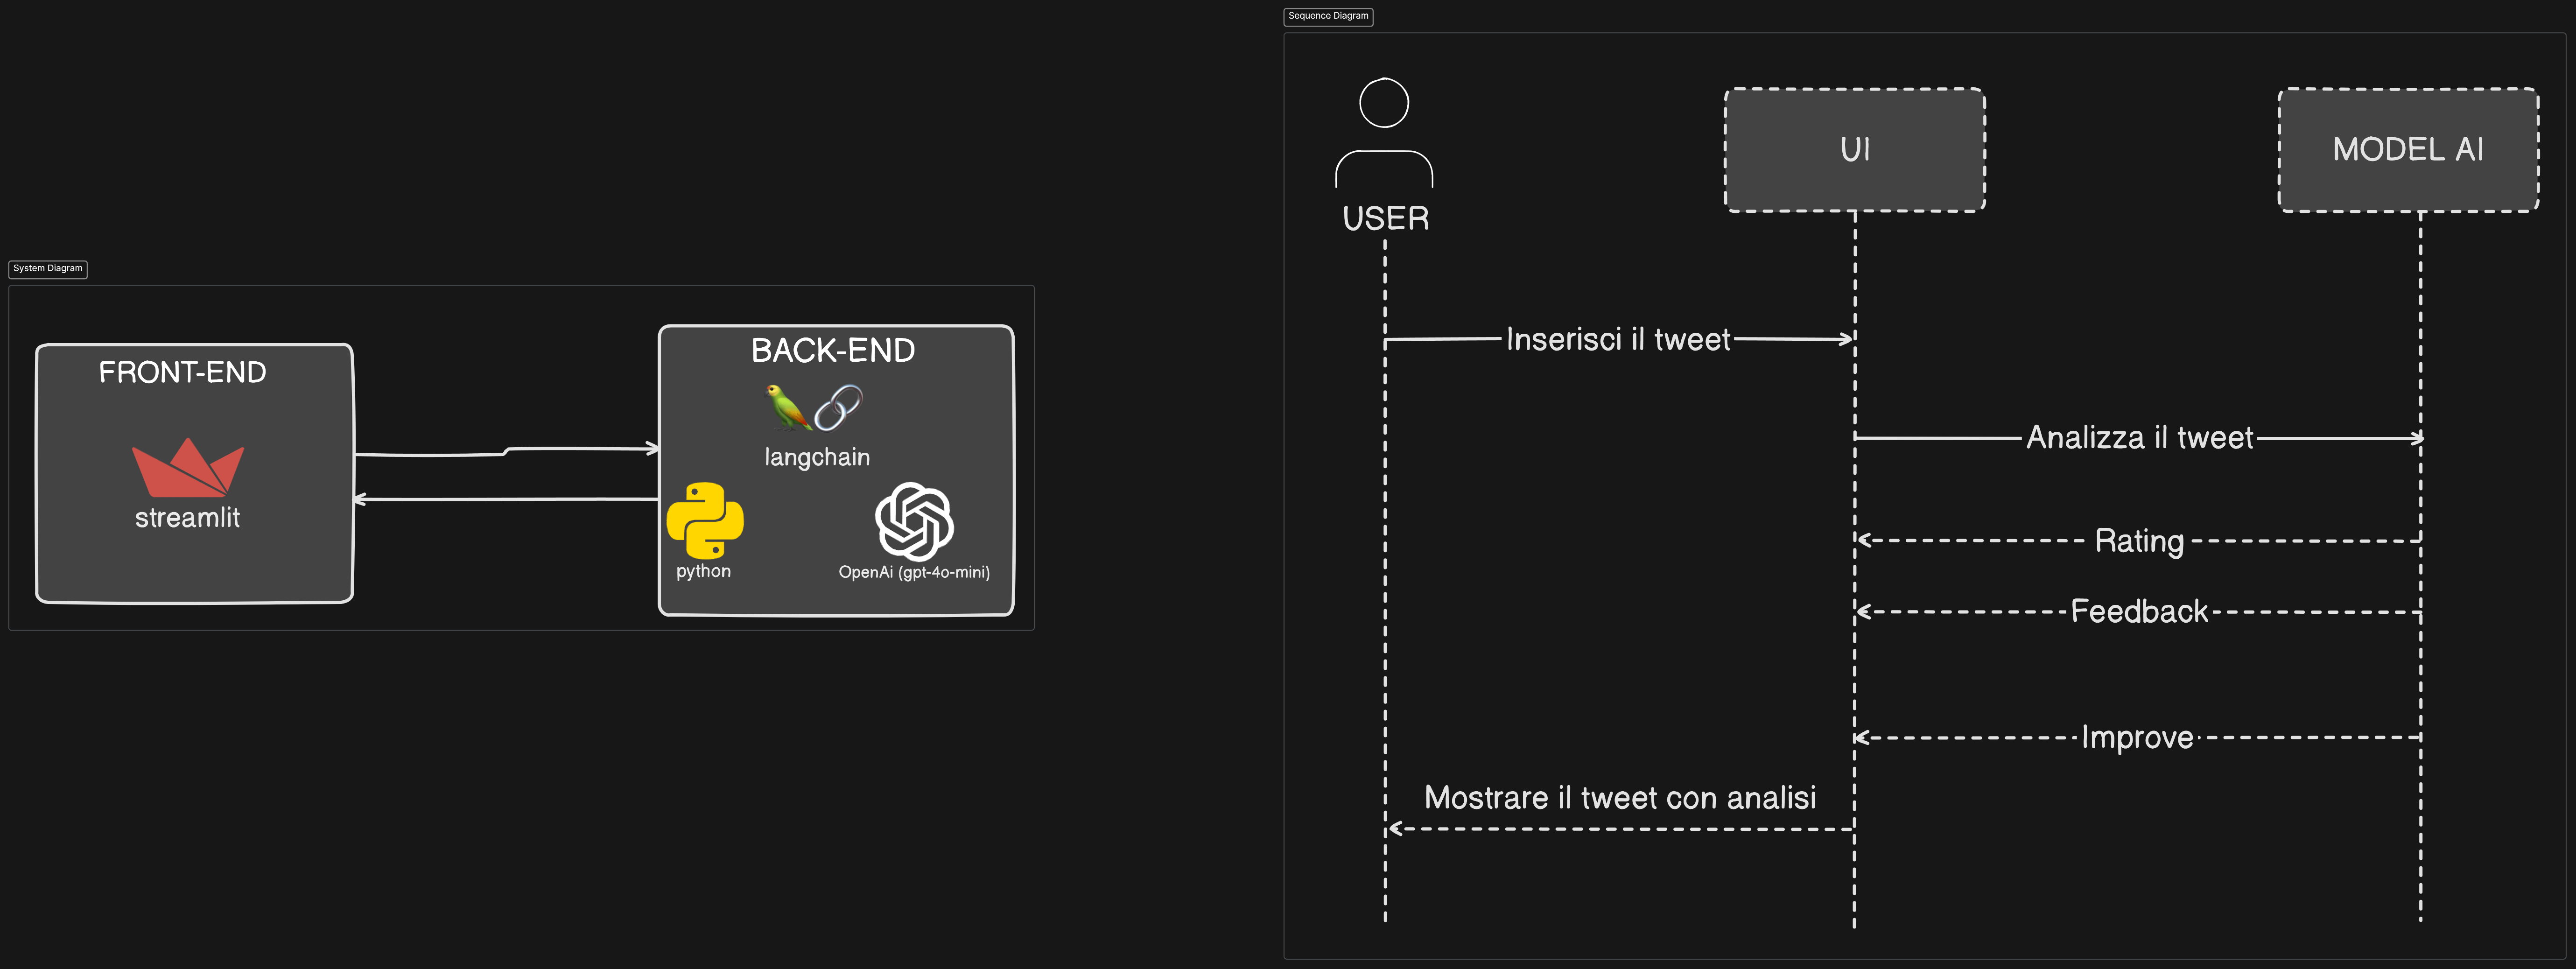 System Diagram
FRONT-END
streamlit
BACK-END
langchain
python
OpenAi (gpt-4o-mini)
Sequence Diagram
USER
UI
MODEL AI
Inserisci il tweet
Analizza il tweet
Rating
Feedback
Improve
Mostrare il tweet con analisi